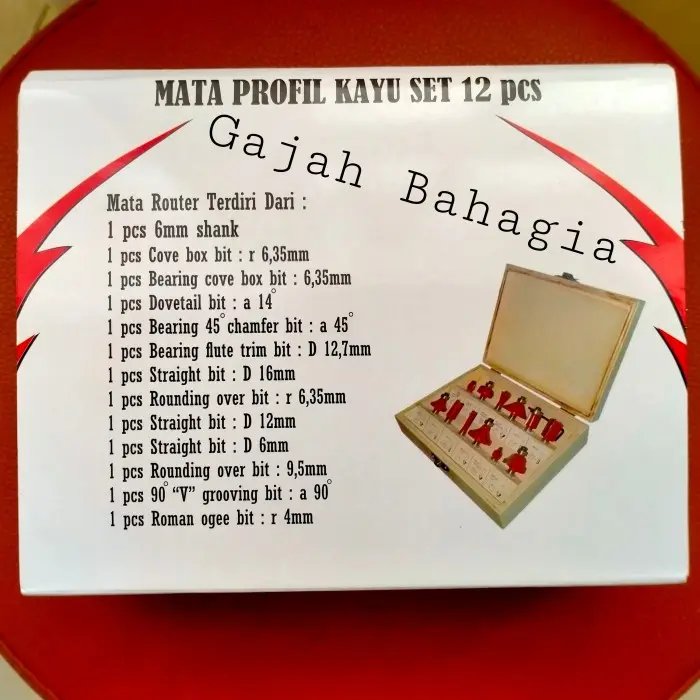 MATA PROFIL KAYU SET 12 pcs
Gajah Bahagia
Mata Router Terdiri Dari :
1 pcs 6mm shank
1 pcs Cove box bit : r 6,35mm
1 pcs Bearing cove box bit : 6,35mm
1 pcs Dovetail bit : a 14°
1 pcs Bearing 45° chamfer bit : a 45°
1 pcs Bearing flute trim bit : D 12,7mm
1 pcs Straight bit : D 16mm
1 pcs Rounding over bit : r 6,35mm
1 pcs Straight bit : D 12mm
1 pcs Straight bit : D 6mm
1 pcs Rounding over bit : 9,5mm
1 pcs 90° “V” grooving bit : a 90°
1 pcs Roman ogee bit : r 4mm